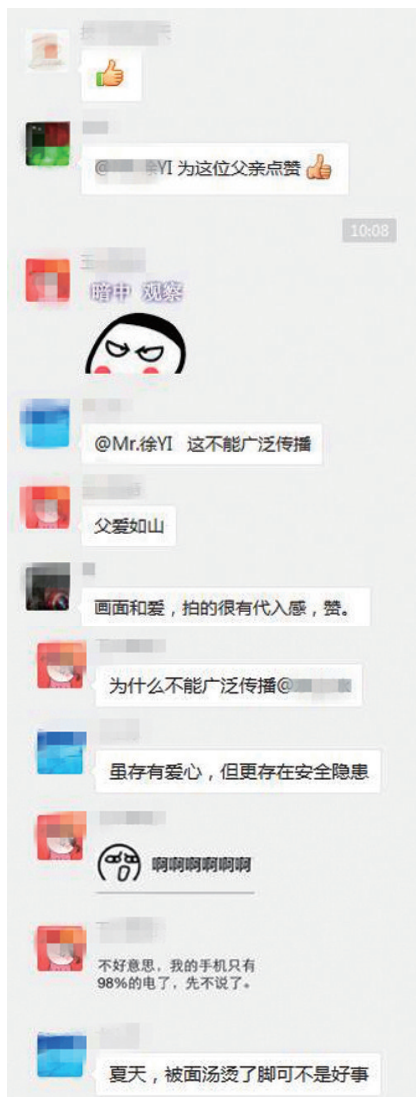 @ YI 为这位父亲点赞
10:08
暗中 观察
@Mr.徐YI 这不能广泛传播
父爱如山
画面和爱，拍的很有代入感，赞。
为什么不能广泛传播@
虽存有爱心，但更存在安全隐患
啊啊啊啊啊啊
不好意思，我的手机只有
98%的电了，先不说了。
夏天，被面汤烫了脚可不是好事